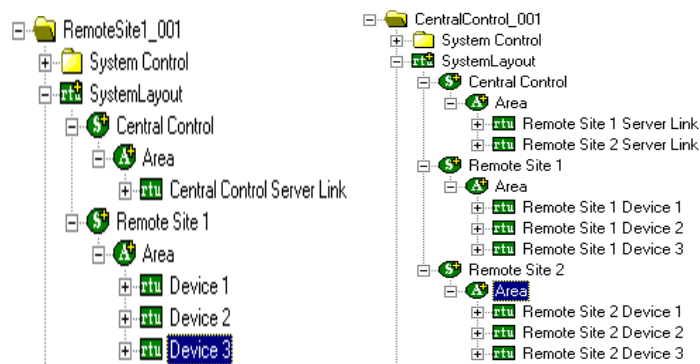 RemoteSite1_001
System Control
rtu SystemLayout
S Central Control
A Area
rtu Central Control Server Link
S Remote Site 1
A Area
rtu Device 1
rtu Device 2
rtu Device 3
CentralControl_001
System Control
rtu SystemLayout
S Central Control
A Area
rtu Remote Site 1 Server Link
rtu Remote Site 2 Server Link
S Remote Site 1
A Area
rtu Remote Site 1 Device 1
rtu Remote Site 1 Device 2
rtu Remote Site 1 Device 3
S Remote Site 2
A Area
rtu Remote Site 2 Device 1
rtu Remote Site 2 Device 2
rtu Remote Site 2 Device 3